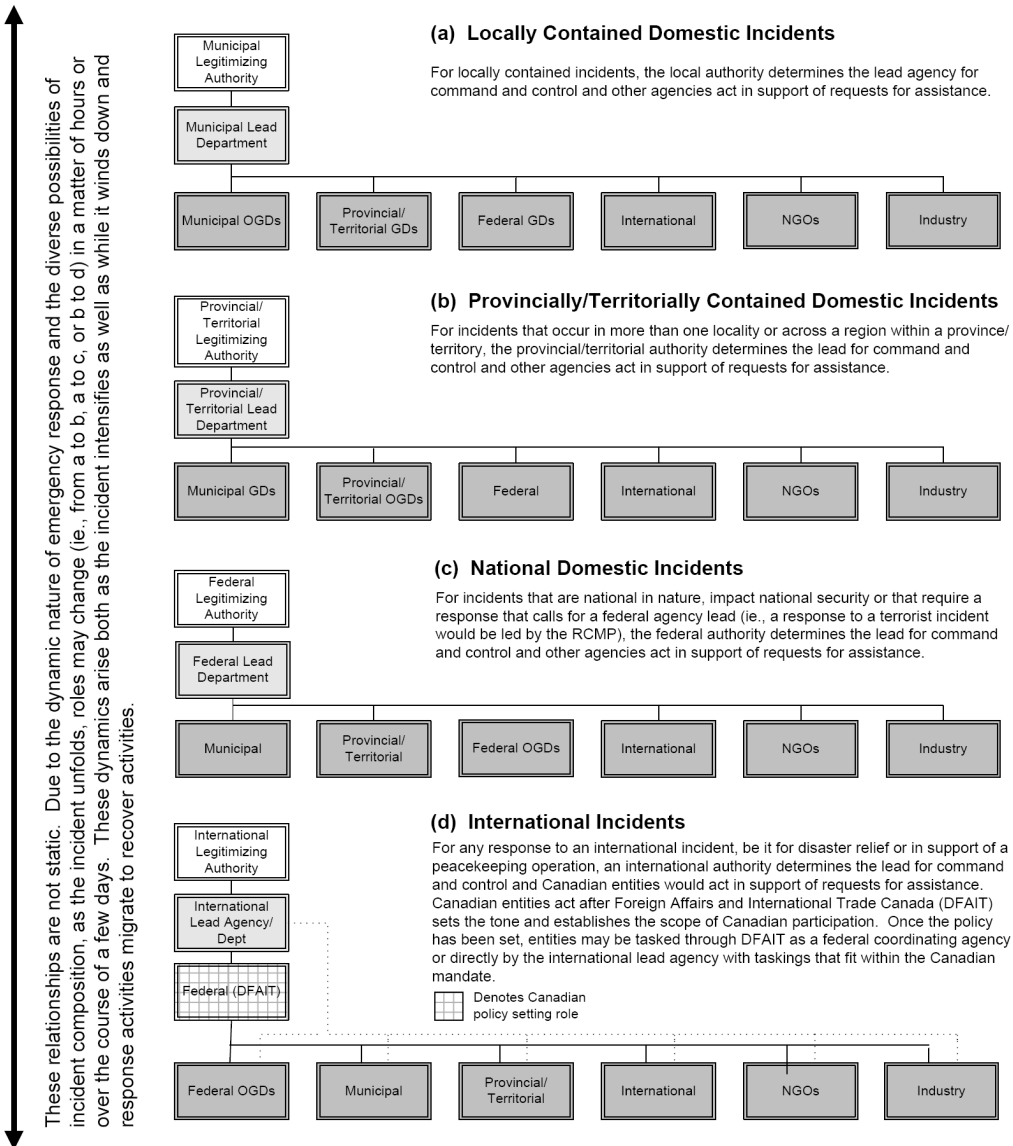 These relationships are not static.  Due to the dynamic nature of emergency response and the diverse possibilities of
incident composition, as the incident unfolds, roles may change (ie., from a to b, a to c, or b to d) in a matter of hours or
over the course of a few days.  These dynamics arise both as the incident intensifies as well as while it winds down and
response activities migrate to recover activities.
(a)  Locally Contained Domestic Incidents
For locally contained incidents, the local authority determines the lead agency for
command and control and other agencies act in support of requests for assistance.
Municipal
Legitimizing
Authority
Municipal Lead
Department
Municipal OGDs
Provincial/
Territorial GDs
Federal GDs
International
NGOs
Industry
(b)  Provincially/Territorially Contained Domestic Incidents
For incidents that occur in more than one locality or across a region within a province/
territory, the provincial/territorial authority determines the lead for command and
control and other agencies act in support of requests for assistance.
Provincial/
Territorial
Legitimizing
Authority
Provincial/
Territorial Lead
Department
Municipal GDs
Provincial/
Territorial OGDs
Federal
International
NGOs
Industry
(c)  National Domestic Incidents
For incidents that are national in nature, impact national security or that require a
response that calls for a federal agency lead (ie., a response to a terrorist incident
would be led by the RCMP), the federal authority determines the lead for command
and control and other agencies act in support of requests for assistance.
Federal
Legitimizing
Authority
Federal Lead
Department
Municipal
Provincial/
Territorial
Federal OGDs
International
NGOs
Industry
(d)  International Incidents
For any response to an international incident, be it for disaster relief or in support of a
peacekeeping operation, an international authority determines the lead for command
and control and Canadian entities would act in support of requests for assistance.
Canadian entities act after Foreign Affairs and International Trade Canada (DFAIT)
sets the tone and establishes the scope of Canadian participation.  Once the policy
has been set, entities may be tasked through DFAIT as a federal coordinating agency
or directly by the international lead agency with taskings that fit within the Canadian
mandate.
Denotes Canadian
policy setting role
International
Legitimizing
Authority
International
Lead Agency/
Dept
Federal (DFAIT)
Federal OGDs
Municipal
Provincial/
Territorial
International
NGOs
Industry